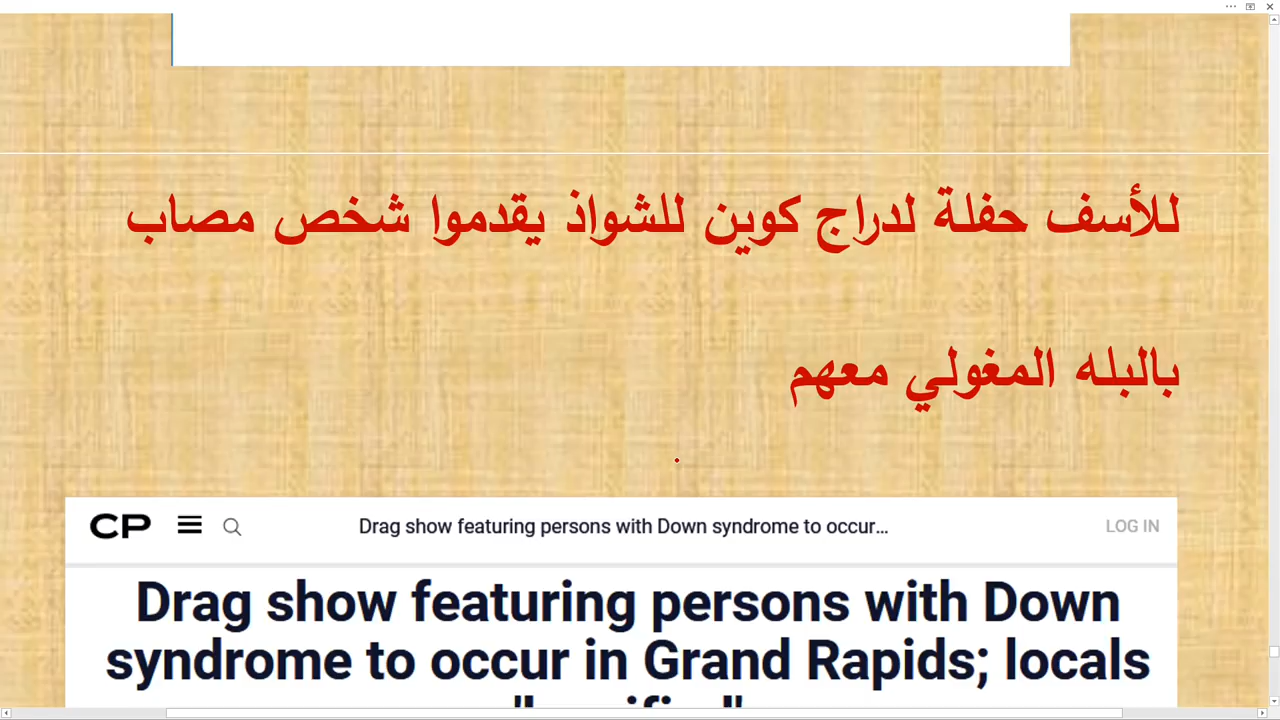 للأسف حفلة لدراج كوين للشواذ يقدموا شخص مصاب
بالبله المغولي معهم
CP
Drag show featuring persons with Down syndrome to occur...
LOG IN
Drag show featuring persons with Down
syndrome to occur in Grand Rapids; locals